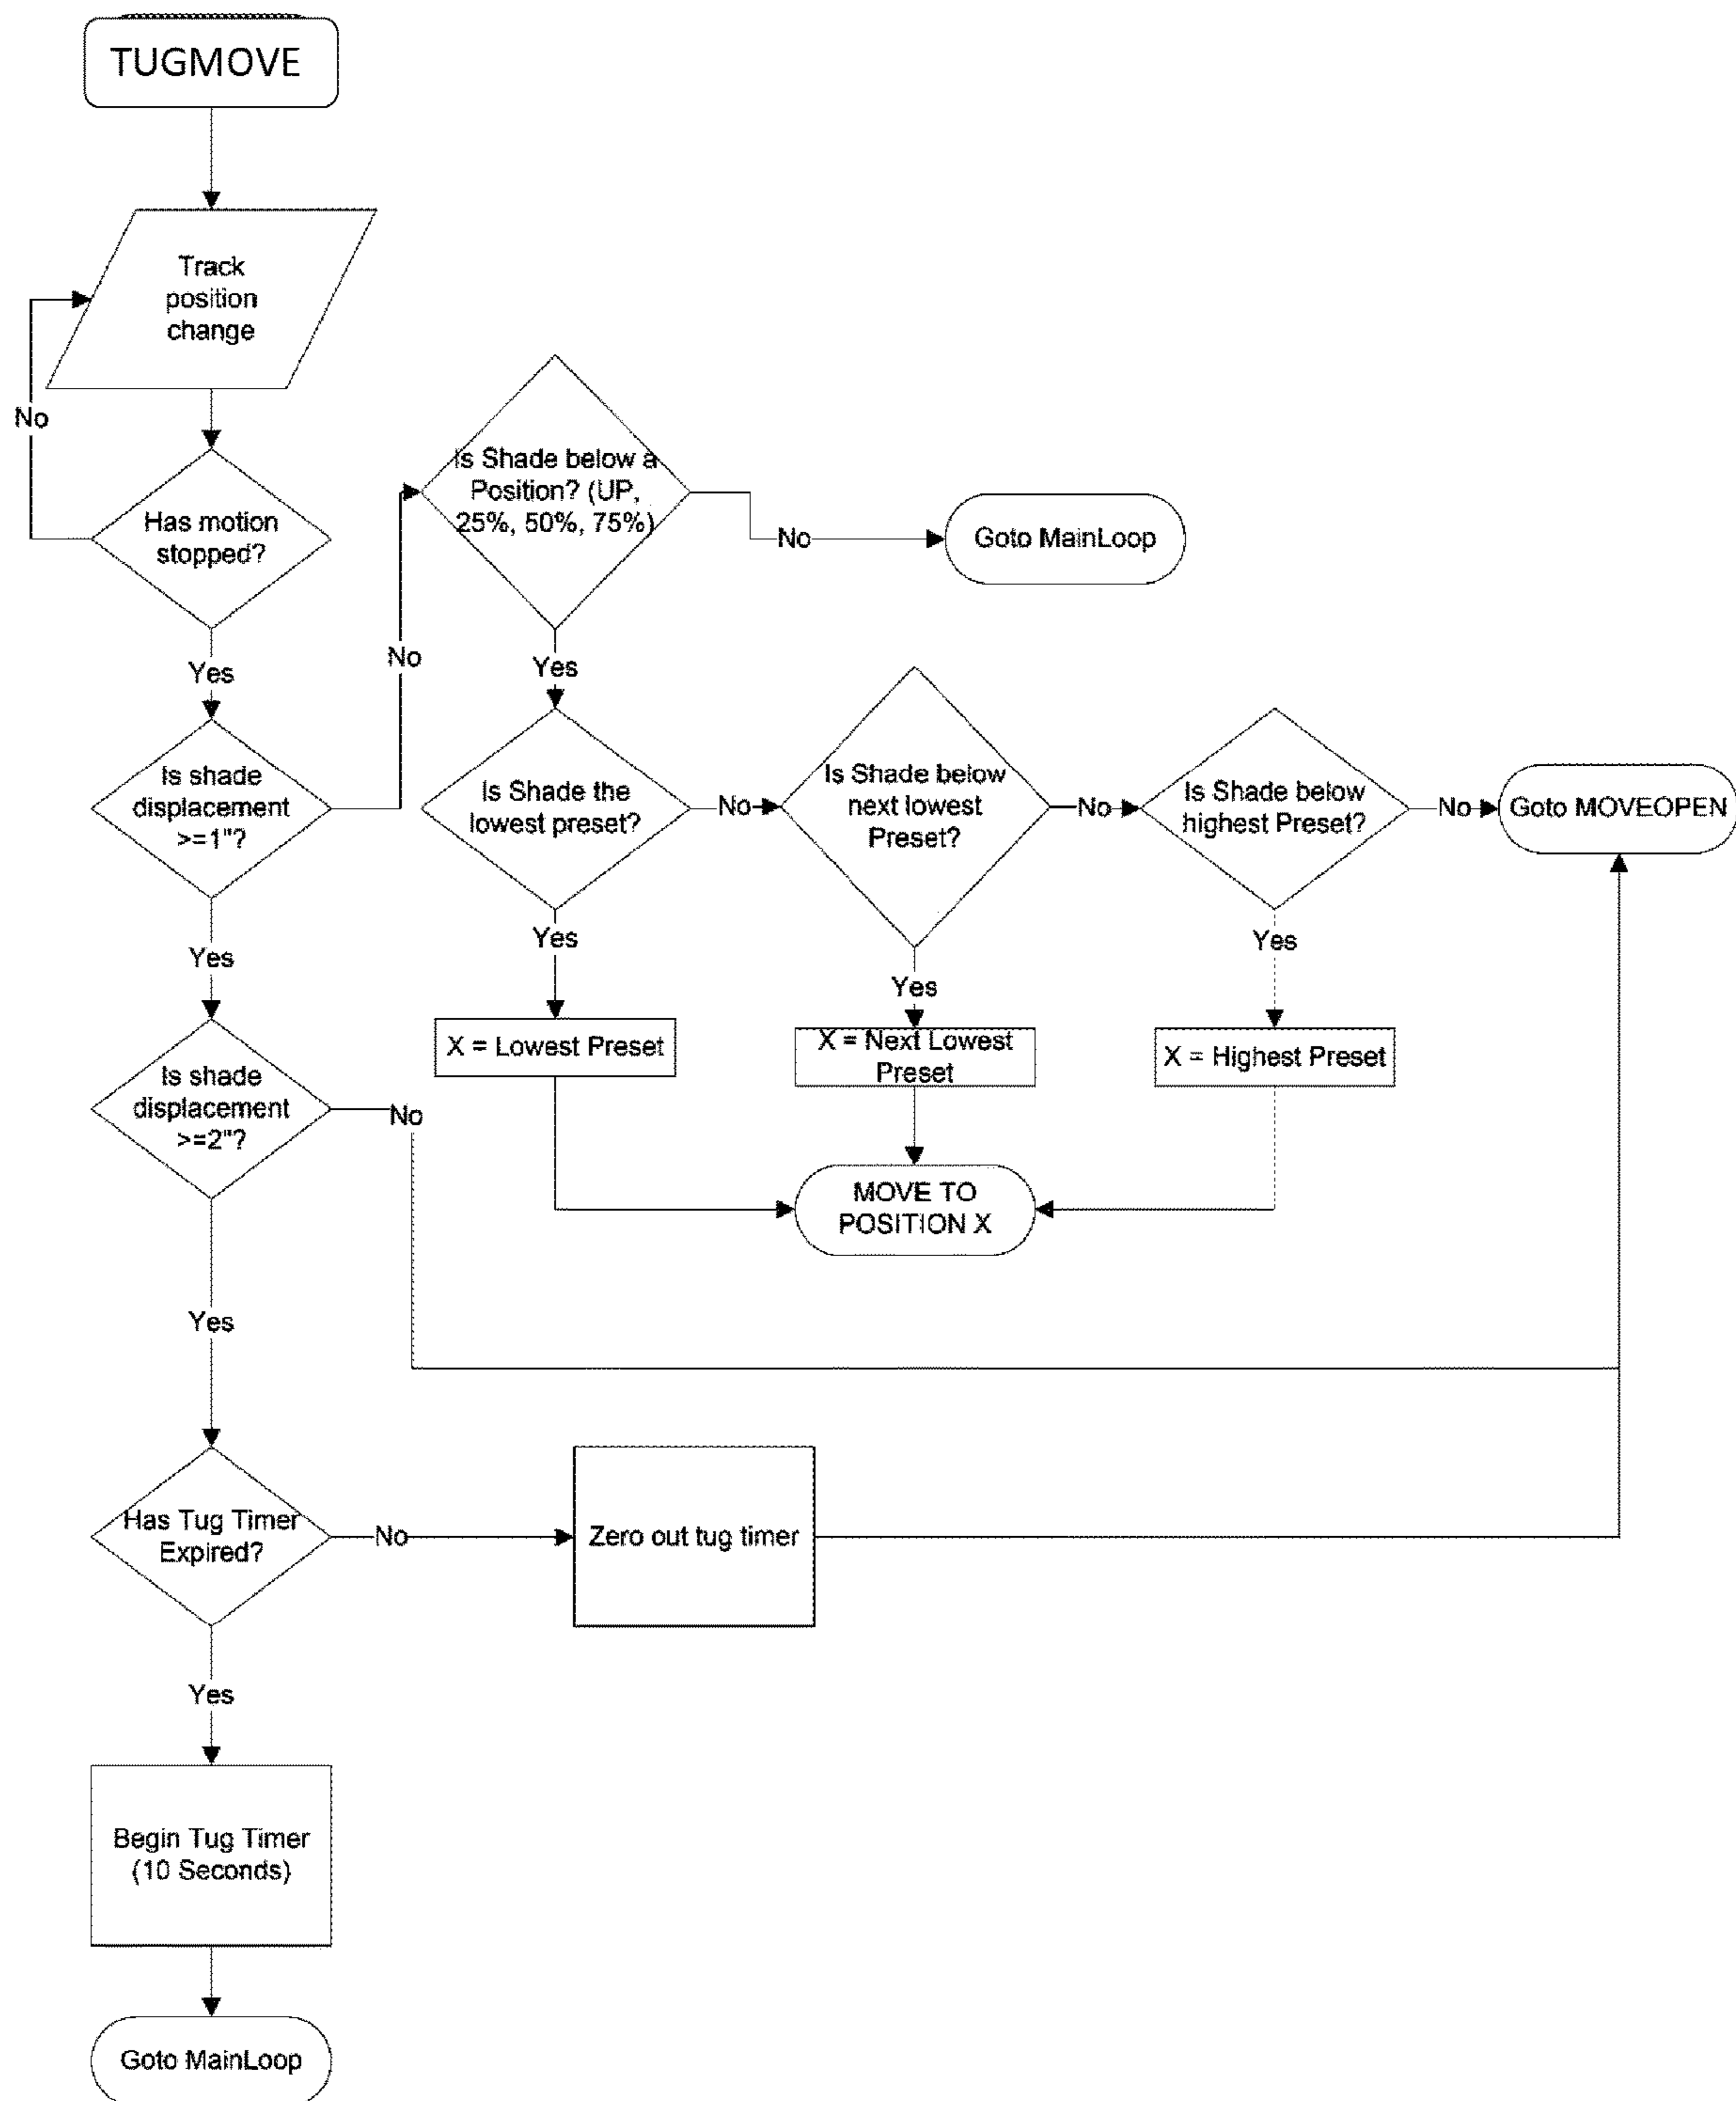 TUGMOVE
Track
position
change
No
Has motion
stopped?
Yes
Is shade
displacement
>=1"?
No
Yes
Is shade
displacement
>=2"?
No
Yes
Has Tug Timer
Expired?
No
Zero out tug timer
Yes
Begin Tug Timer
(10 Seconds)
Goto MainLoop
Is Shade below a
Position? (UP,
25%, 50%, 75%)
No
Goto MainLoop
Yes
Is Shade the
lowest preset?
No
Is Shade below
next lowest
Preset?
No
Is Shade below
highest Preset?
No
Goto MOVEOPEN
Yes
X = Lowest Preset
Yes
X = Next Lowest
Preset
Yes
X = Highest Preset
MOVE TO
POSITION X